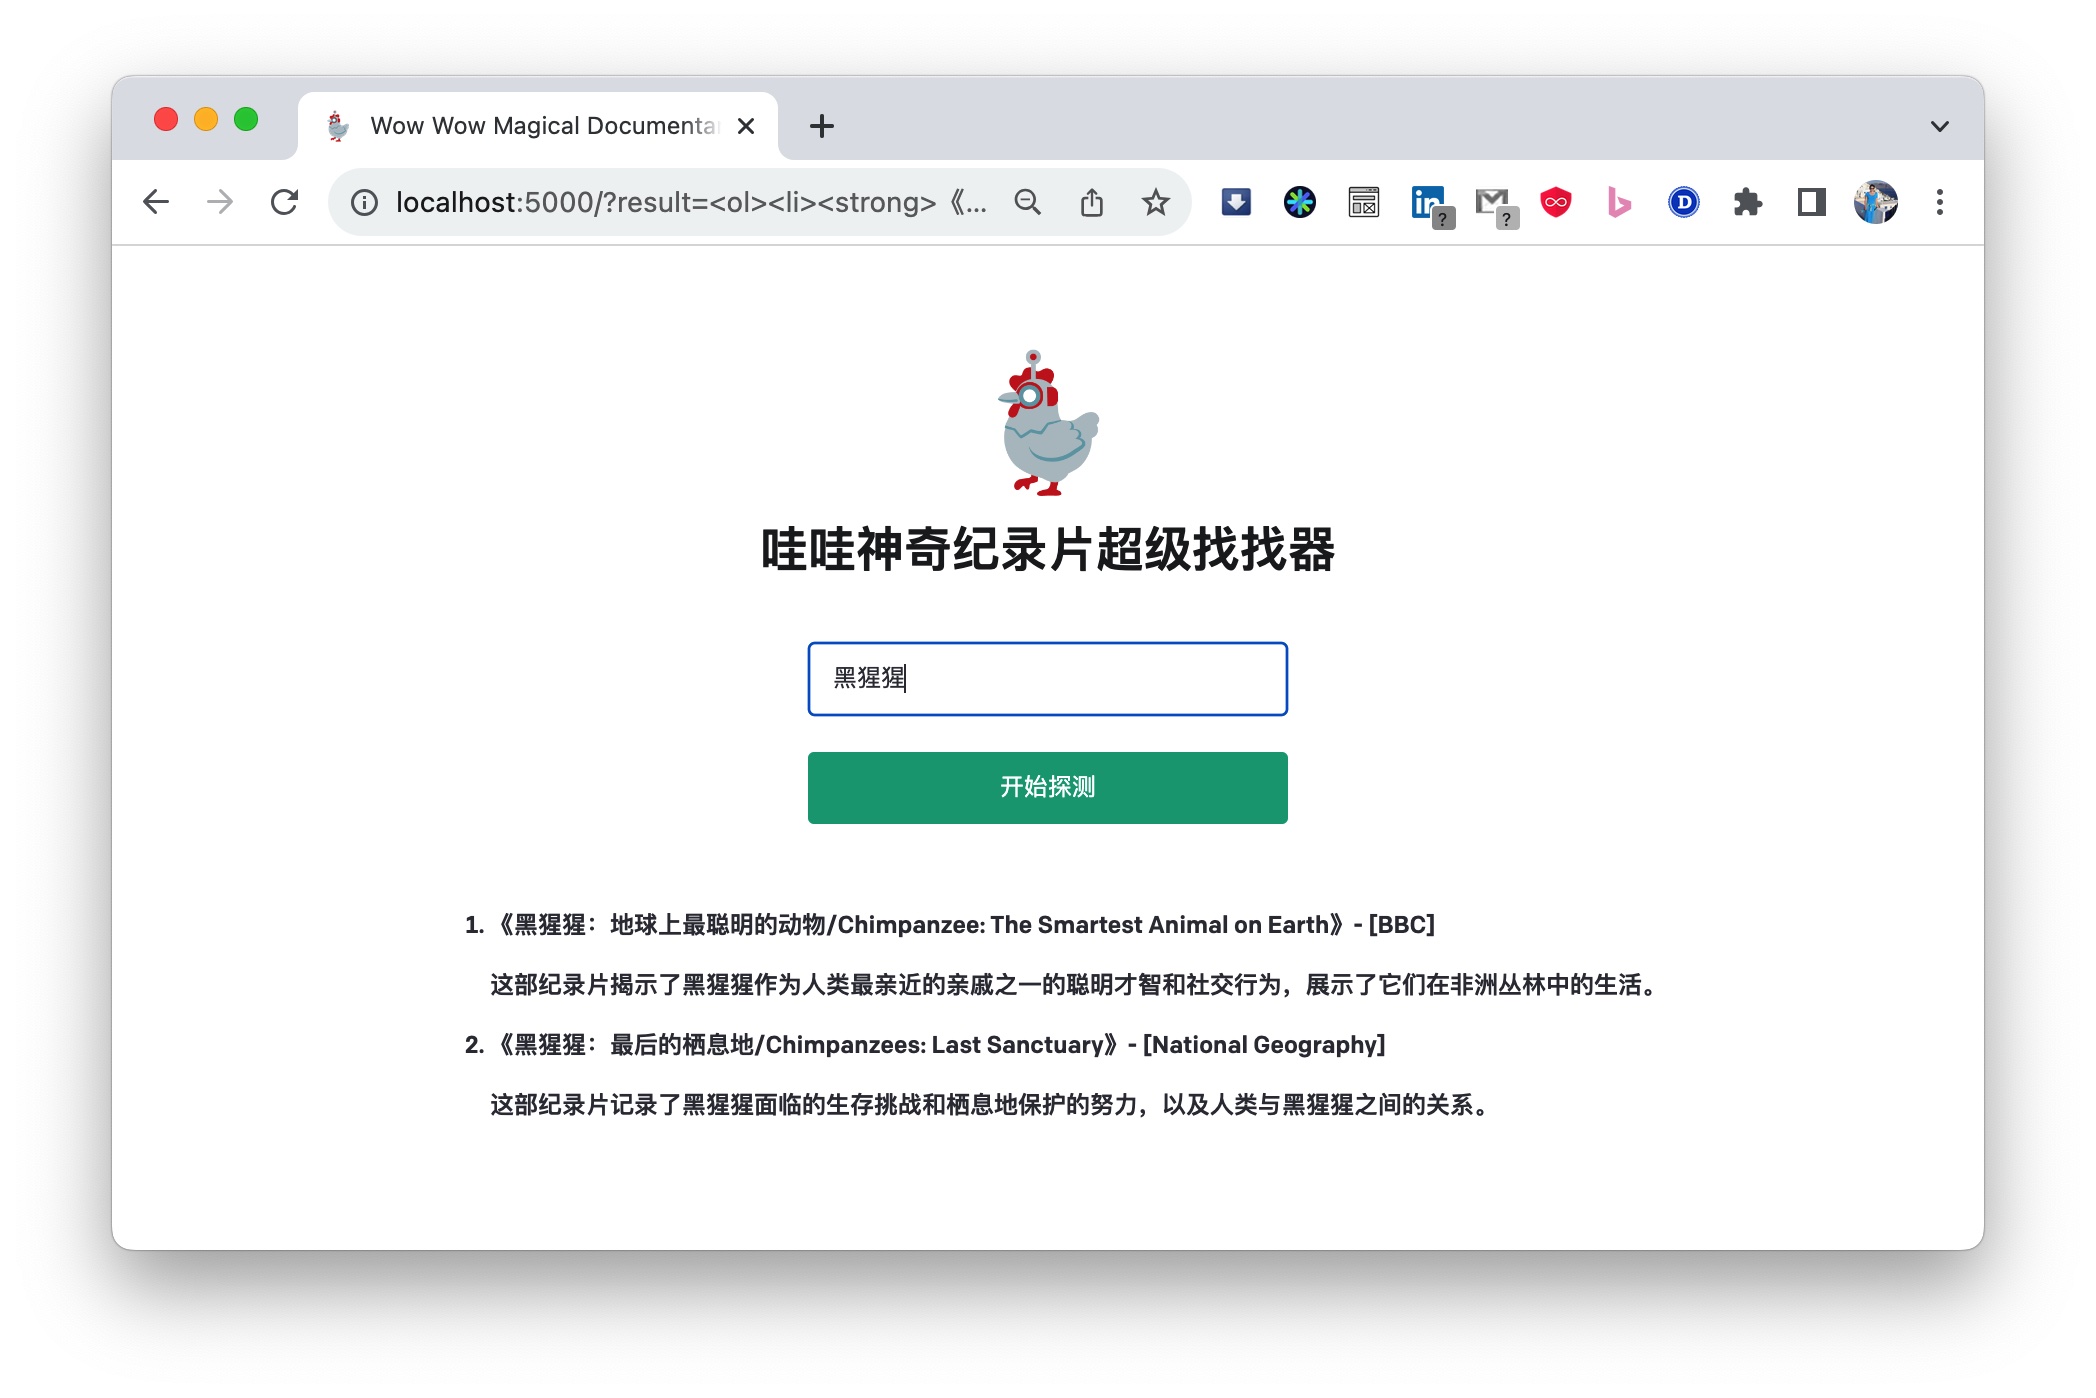 Wow Wow Magical Documenta
localhost:5000/?result=<ol><li><strong>《...
in
?
?
D
哇哇神奇纪录片超级找找器
黑猩猩
开始探测
1. 《黑猩猩：地球上最聪明的动物/Chimpanzee: The Smartest Animal on Earth》- [BBC]
这部纪录片揭示了黑猩猩作为人类最亲近的亲戚之一的聪明才智和社交行为，展示了它们在非洲丛林中的生活。
2. 《黑猩猩：最后的栖息地/Chimpanzees: Last Sanctuary》- [National Geography]
这部纪录片记录了黑猩猩面临的生存挑战和栖息地保护的努力，以及人类与黑猩猩之间的关系。